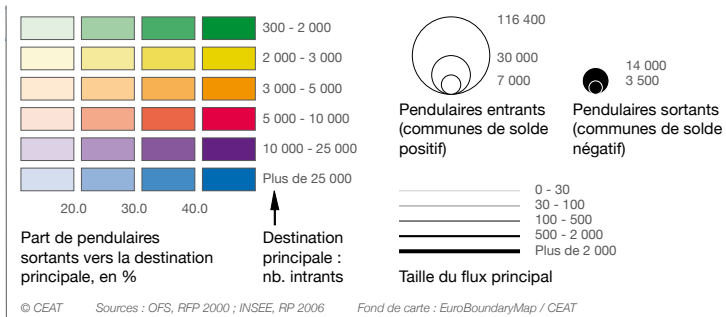 300 - 2 000
2 000 - 3 000
3 000 - 5 000
5 000 - 10 000
10 000 - 25 000
Plus de 25 000
20.0 30.0 40.0
Part de pendulaires
sortants vers la destination
principale, en %
Destination
principale :
nb. intrants
116 400
30 000
7 000
Pendulaires entrants
(communes de solde
positif)
14 000
3 500
Pendulaires sortants
(communes de solde
négatif)
0 - 30
30 - 100
100 - 500
500 - 2 000
Plus de 2 000
Taille du flux principal
© CEAT Sources : OFS, RFP 2000 ; INSEE, RP 2006 Fond de carte : EuroBoundaryMap / CEAT